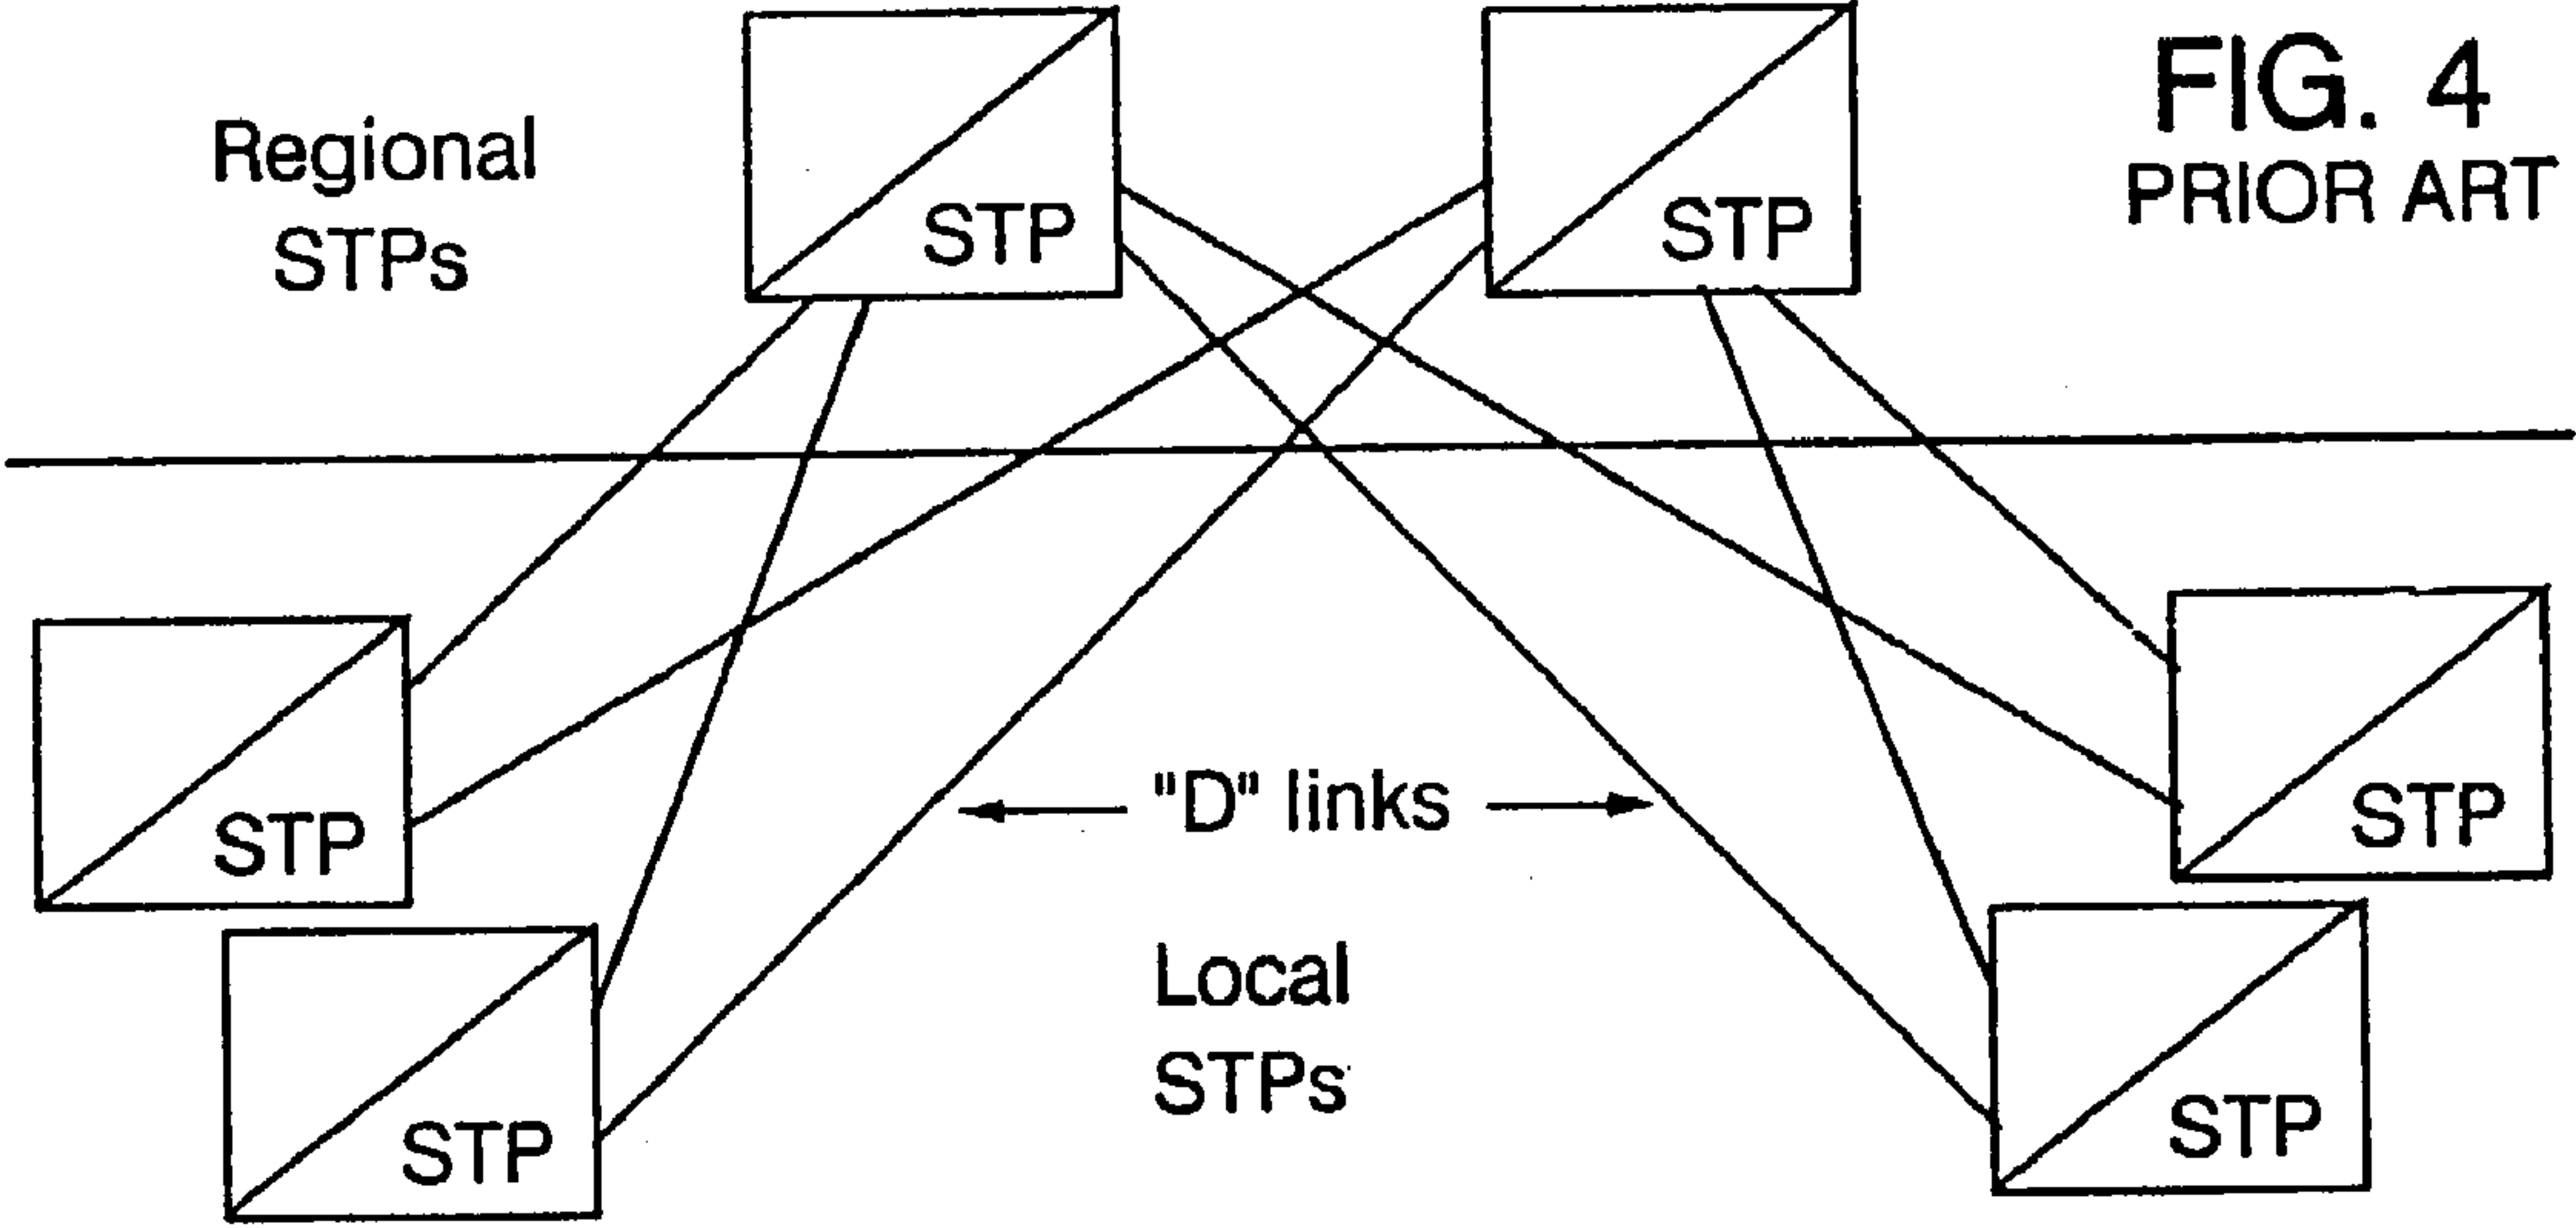 FIG. 4
PRIOR ART
Regional
STPs
STP
STP
STP
STP
"D" links
Local
STPs
STP
STP